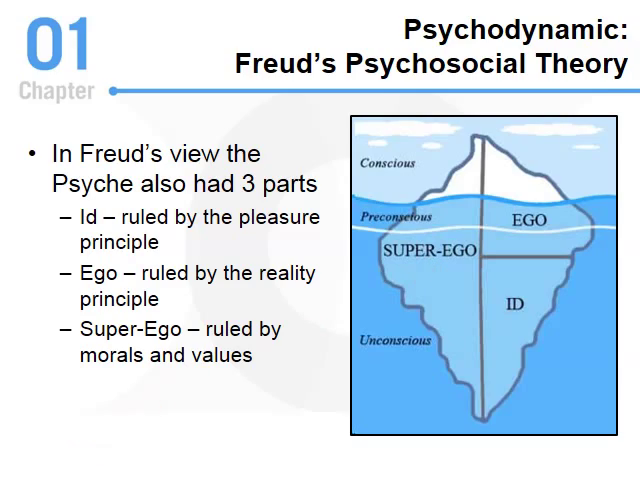 01
Chapter
Psychodynamic:
Freud's Psychosocial Theory
• In Freud's view the
Psyche also had 3 parts
– Id – ruled by the pleasure
principle
– Ego – ruled by the reality
principle
– Super-Ego – ruled by
morals and values
Conscious
Preconscious
EGO
SUPER-EGO
ID
Unconscious